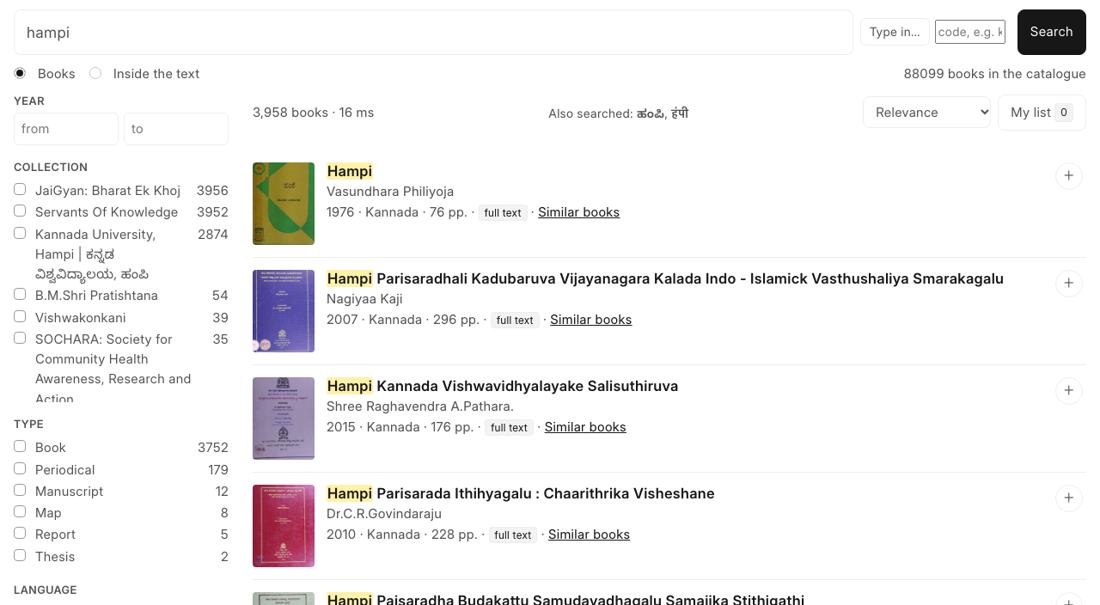 hampi
Type in...
code, e.g. k
Search
Books
Inside the text
88099 books in the catalogue
YEAR
from
to
3,958 books · 16 ms
Also searched: ಹಂಪಿ, हंपी
Relevance
My list 0
COLLECTION
JaiGyan: Bharat Ek Khoj 3956
Servants Of Knowledge 3952
Kannada University, 2874
Hampi | ಕನ್ನಡ
ವಿಶ್ವವಿದ್ಯಾಲಯ, ಹಂಪಿ
B.M.Shri Pratishtana 54
Vishwakonkani 39
SOCHARA: Society for 35
Community Health
Awareness, Research and
Action
TYPE
Book 3752
Periodical 179
Manuscript 12
Map 8
Report 5
Thesis 2
LANGUAGE
Hampi
Vasundhara Philiyoja
1976 · Kannada · 76 pp. · full text · Similar books
Hampi Parisaradhali Kadubaruva Vijayanagara Kalada Indo - Islamick Vasthushaliya Smarakagalu
Nagiyaa Kaji
2007 · Kannada · 296 pp. · full text · Similar books
Hampi Kannada Vishwavidhyalayake Salisuthiruva
Shree Raghavendra A.Pathara.
2015 · Kannada · 176 pp. · full text · Similar books
Hampi Parisarada Ithihyagalu : Chaarithrika Visheshane
Dr.C.R.Govindaraju
2010 · Kannada · 228 pp. · full text · Similar books
Hampi Paisaradha Budakattu Samudayadhagalu Samajika Stithigathi